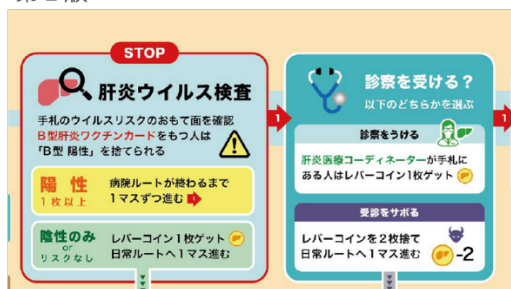 STOP
肝炎ウイルス検査
手札のウイルスリスクのおもて面を確認
B型肝炎ワクチンカードをもつ人は
「B型 陽性」を捨てられる
陽 性
1枚以上
病院ルートが終わるまで
1マスずつ進む
陰性のみ
or
リスクなし
レバーコイン1枚ゲット
日常ルートへ1マス進む
1
診察を受ける?
以下のどちらかを選ぶ
診察をうける
肝炎医療コーディネーターが手札に
ある人はレバーコイン1枚ゲット
受診をサボる
レバーコインを2枚捨て
日常ルートへ1マス進む
-2
1